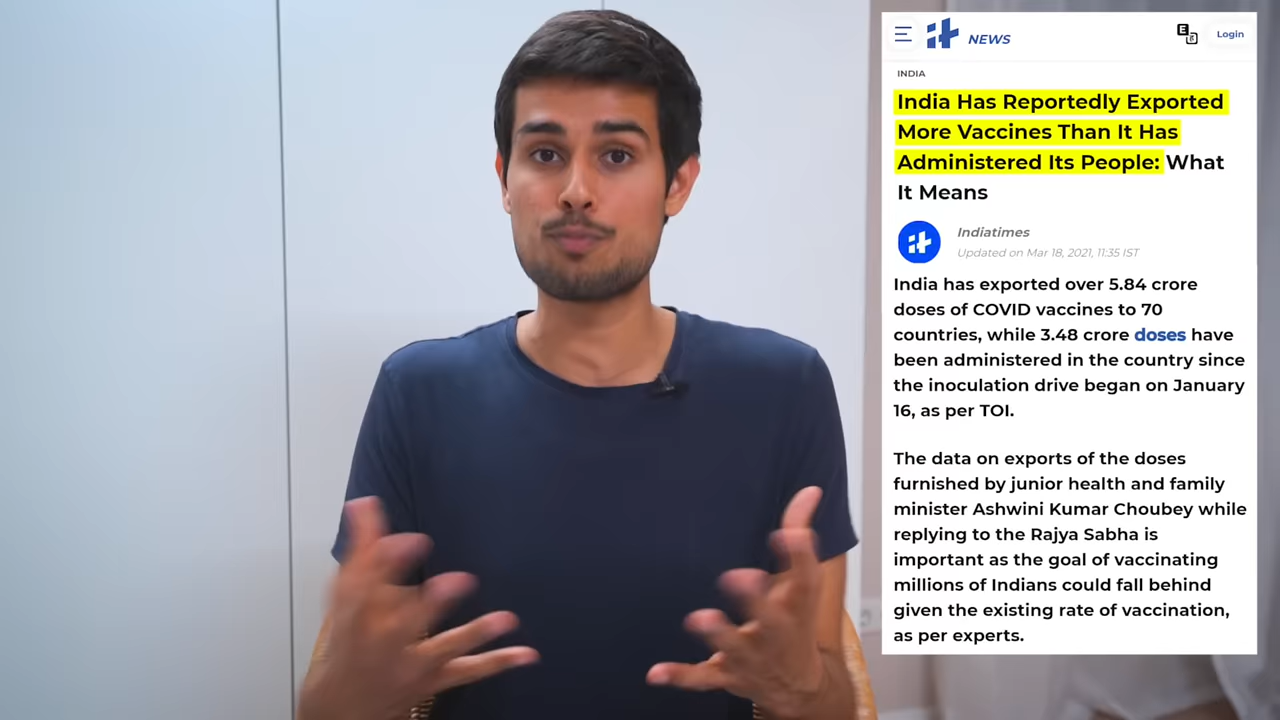 NEWS
Login
INDIA
India Has Reportedly Exported
More Vaccines Than It Has
Administered Its People: What
It Means
Indiatimes
Updated on Mar 18, 2021, 11:35 IST
India has exported over 5.84 crore
doses of COVID vaccines to 70
countries, while 3.48 crore doses have
been administered in the country since
the inoculation drive began on January
16, as per TOI.
The data on exports of the doses
furnished by junior health and family
minister Ashwini Kumar Choubey while
replying to the Rajya Sabha is
important as the goal of vaccinating
millions of Indians could fall behind
given the existing rate of vaccination,
as per experts.